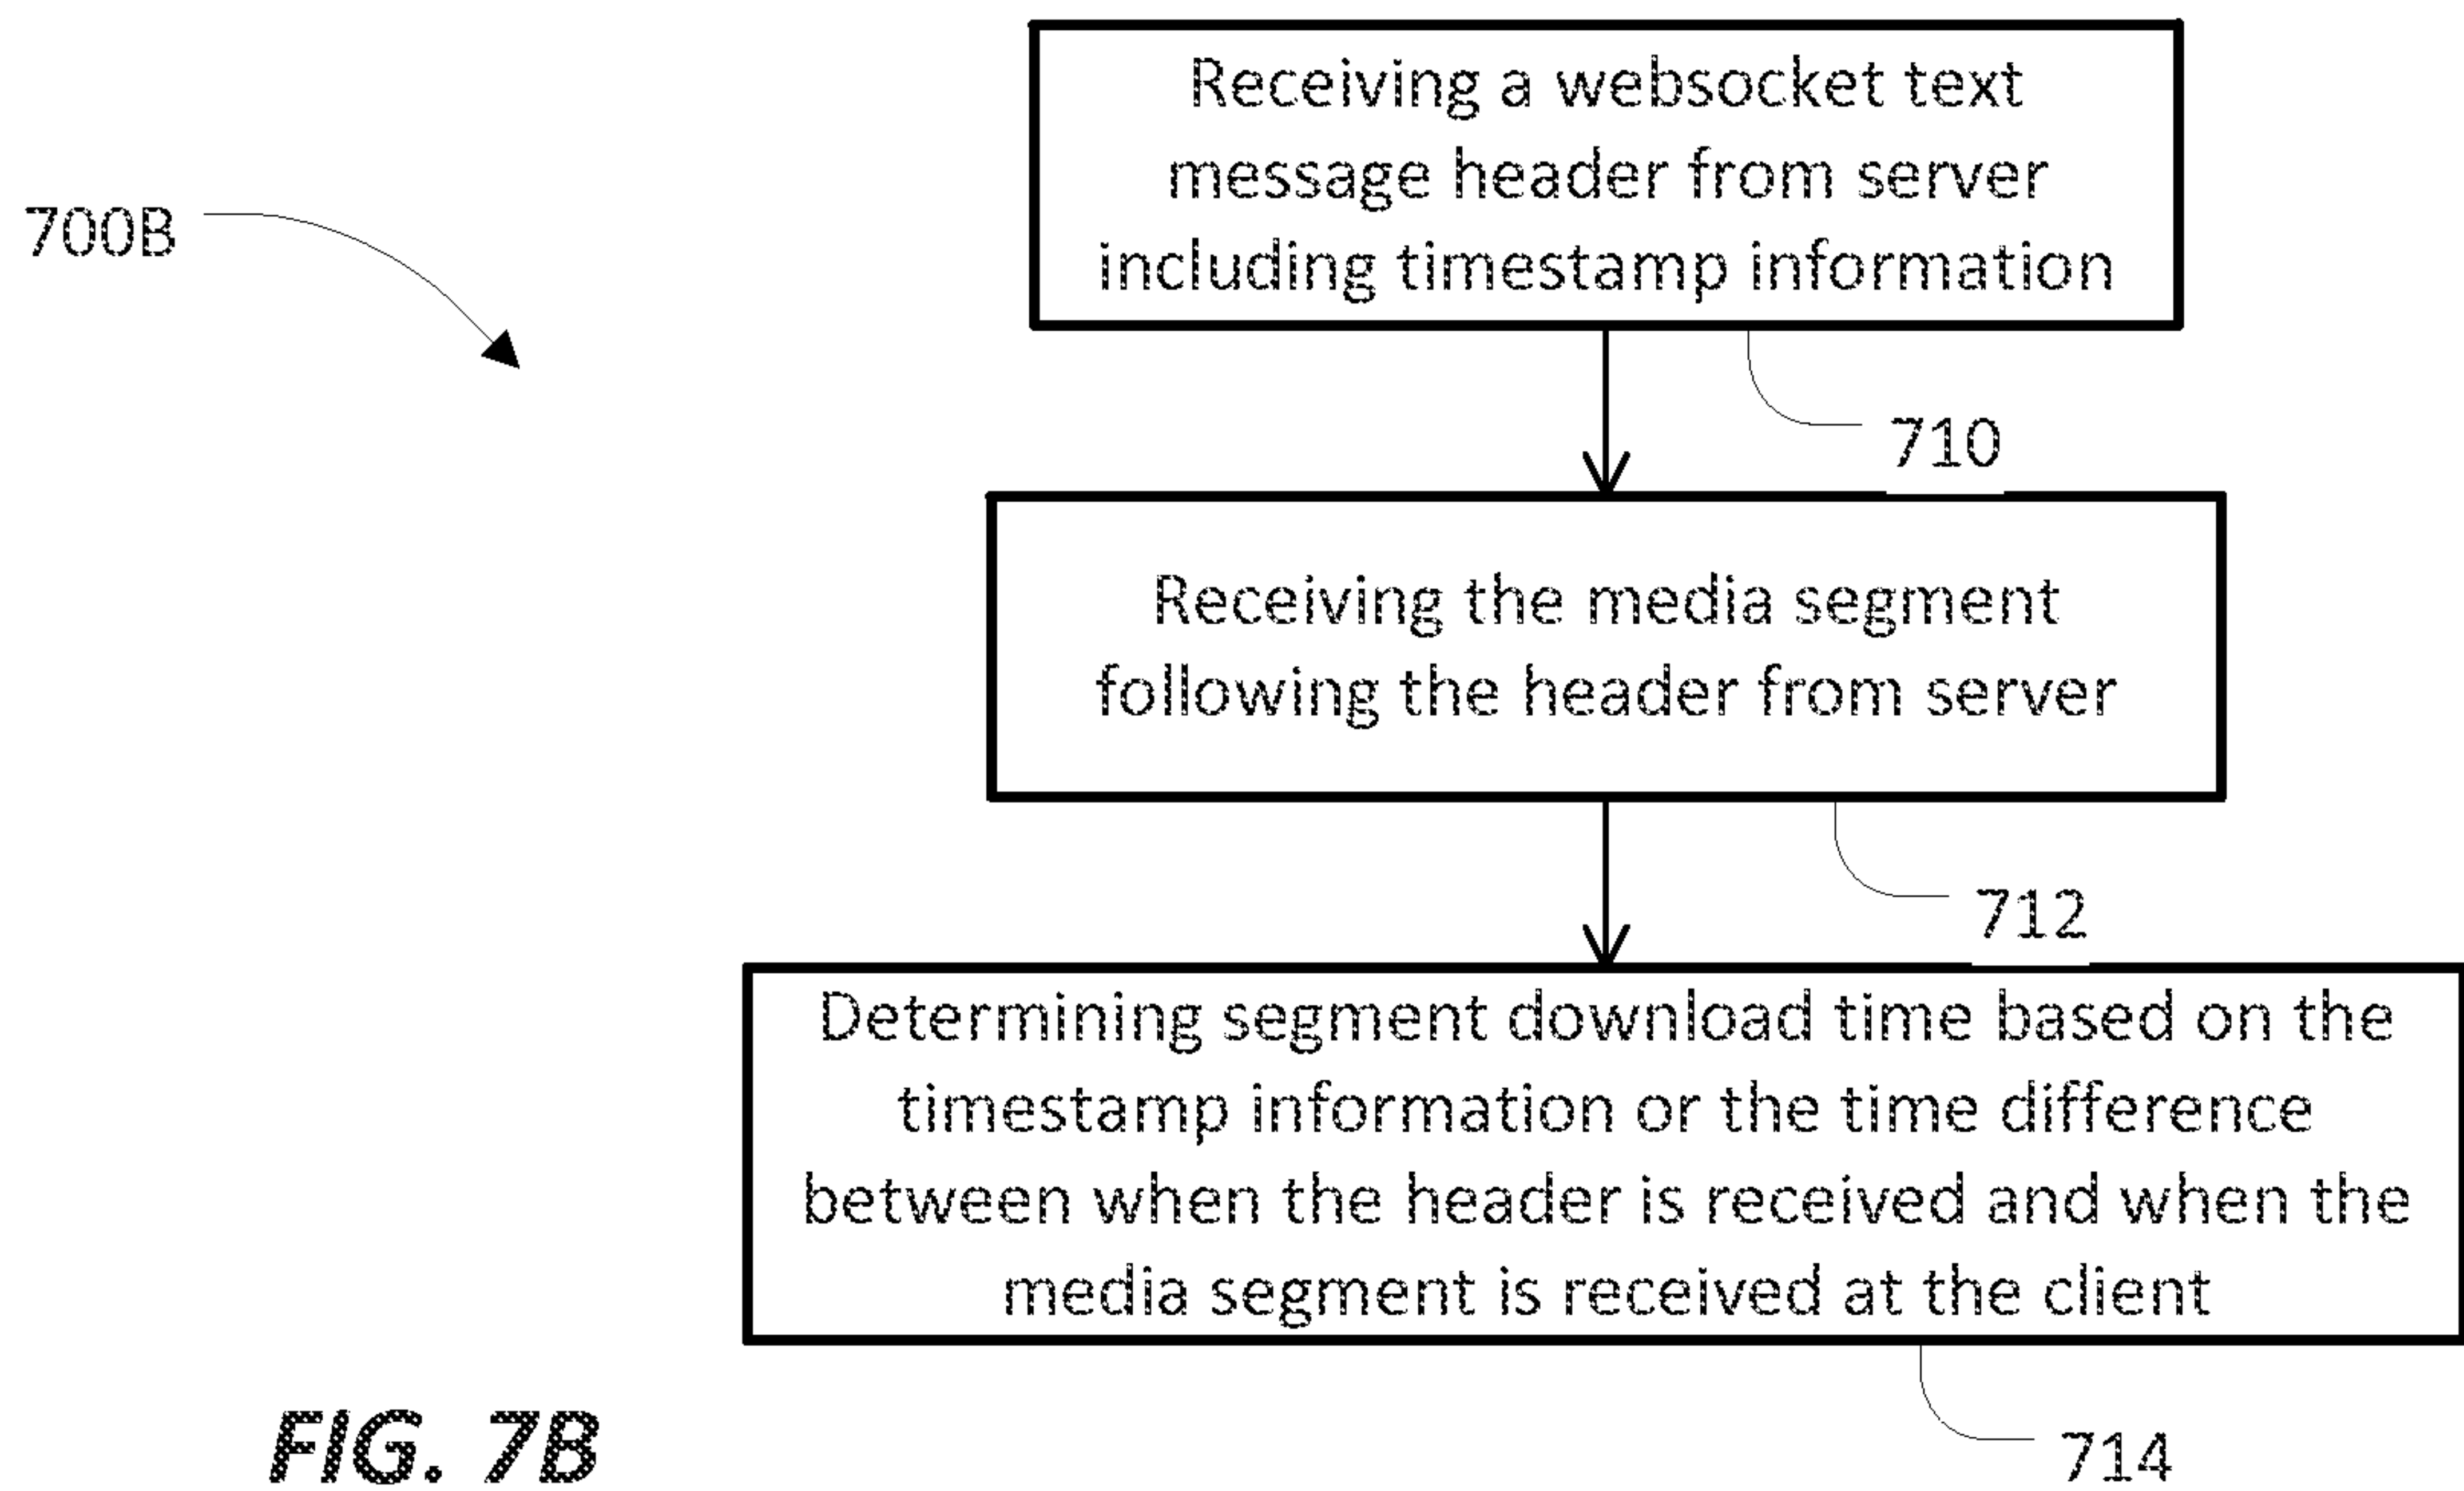 Receiving a websocket text
message header from server
including timestamp information
700B
710
Receiving the media segment
following the header from server
712
Determining segment download time based on the
timestamp information or the time difference
between when the header is received and when the
media segment is received at the client
714
FIG. 7B